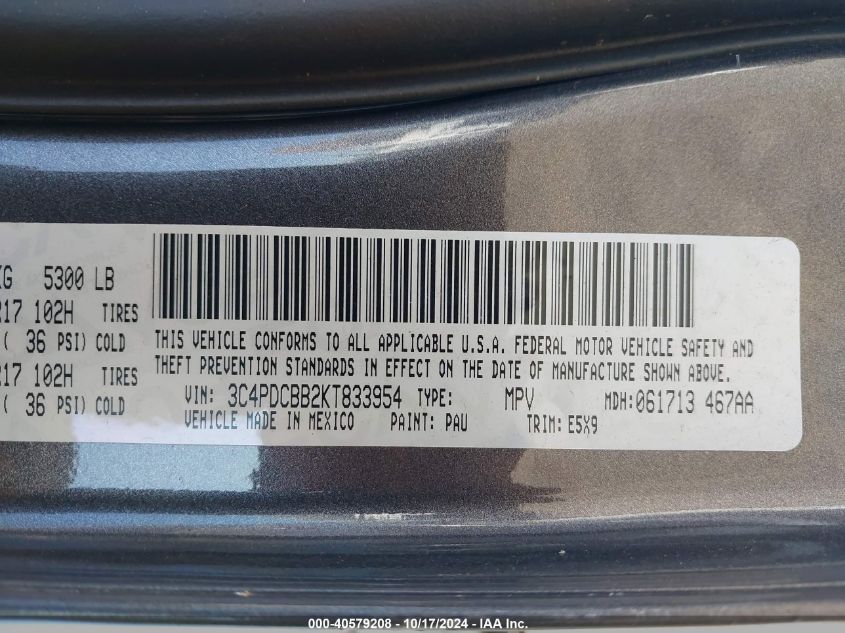 KG 5300 LB
R17 102H TIRES
( 36 PSI) COLD
R17 102H TIRES
( 36 PSI) COLD
THIS VEHICLE CONFORMS TO ALL APPLICABLE U.S.A. FEDERAL MOTOR VEHICLE SAFETY AND
THEFT PREVENTION STANDARDS IN EFFECT ON THE DATE OF MANUFACTURE SHOWN ABOVE.
VIN: 3C4PDCBB2KT833954 TYPE: MPV MDH:061713 467AA
VEHICLE MADE IN MEXICO PAINT: PAU TRIM: E5X9
000-40579208 - 10/17/2024 - IAA Inc.